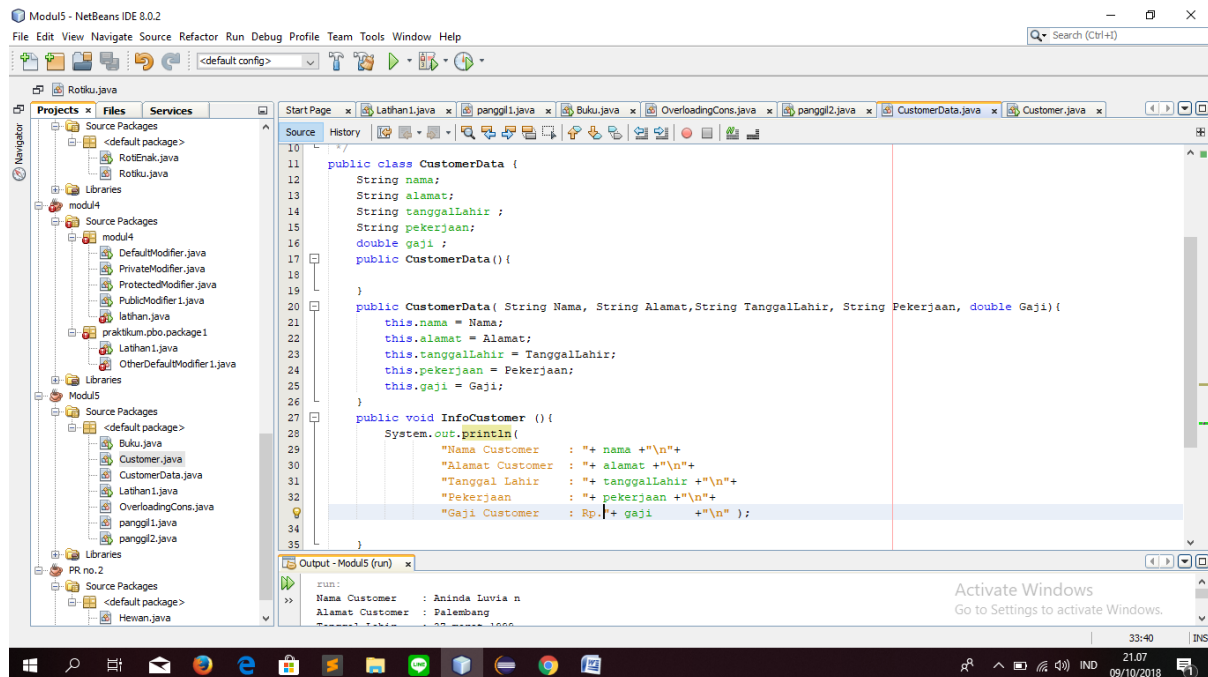 Modul5 - NetBeans IDE 8.0.2
File Edit View Navigate Source Refactor Run Debug Profile Team Tools Window Help
Search (Ctrl+I)
<default config>
Rotiku.java
Projects x Files Services
Navigator
Source Packages
<default package>
RotiEnak.java
Rotiku.java
Libraries
modul4
Source Packages
modul4
DefaultModifier.java
PrivateModifier.java
ProtectedModifier.java
PublicModifier1.java
latihan.java
praktikum.pbo.package1
Latihan1.java
OtherDefaultModifier1.java
Libraries
Modul5
Source Packages
<default package>
Buku.java
Customer.java
CustomerData.java
Latihan1.java
OverloadingCons.java
panggil1.java
panggil2.java
Libraries
PR no.2
Source Packages
<default package>
Hewan.java
Start Page x Latihan1.java x panggil1.java x Buku.java x OverloadingCons.java x panggil2.java x CustomerData.java x Customer.java x
Source History
10 */
11 public class CustomerData {
12 String nama;
13 String alamat;
14 String tanggalLahir ;
15 String pekerjaan;
16 double gaji ;
17 public CustomerData(){
18
19 }
20 public CustomerData( String Nama, String Alamat,String TanggalLahir, String Pekerjaan, double Gaji){
21 this.nama = Nama;
22 this.alamat = Alamat;
23 this.tanggalLahir = TanggalLahir;
24 this.pekerjaan = Pekerjaan;
25 this.gaji = Gaji;
26 }
27 public void InfoCustomer (){
28 System.out.println(
29 "Nama Customer    : "+ nama +"\n"+
30 "Alamat Customer  : "+ alamat +"\n"+
31 "Tanggal Lahir    : "+ tanggalLahir +"\n"+
32 "Pekerjaan        : "+ pekerjaan +"\n"+
"Gaji Customer    : Rp."+ gaji      +"\n" );
34
35 }
Output - Modul5 (run) x
run:
Nama Customer    : Aninda Luvia n
Alamat Customer  : Palembang
Tanggal Lahir    : 27 maret 1999
Activate Windows
Go to Settings to activate Windows.
33:40 INS
IND
21.07
09/10/2018